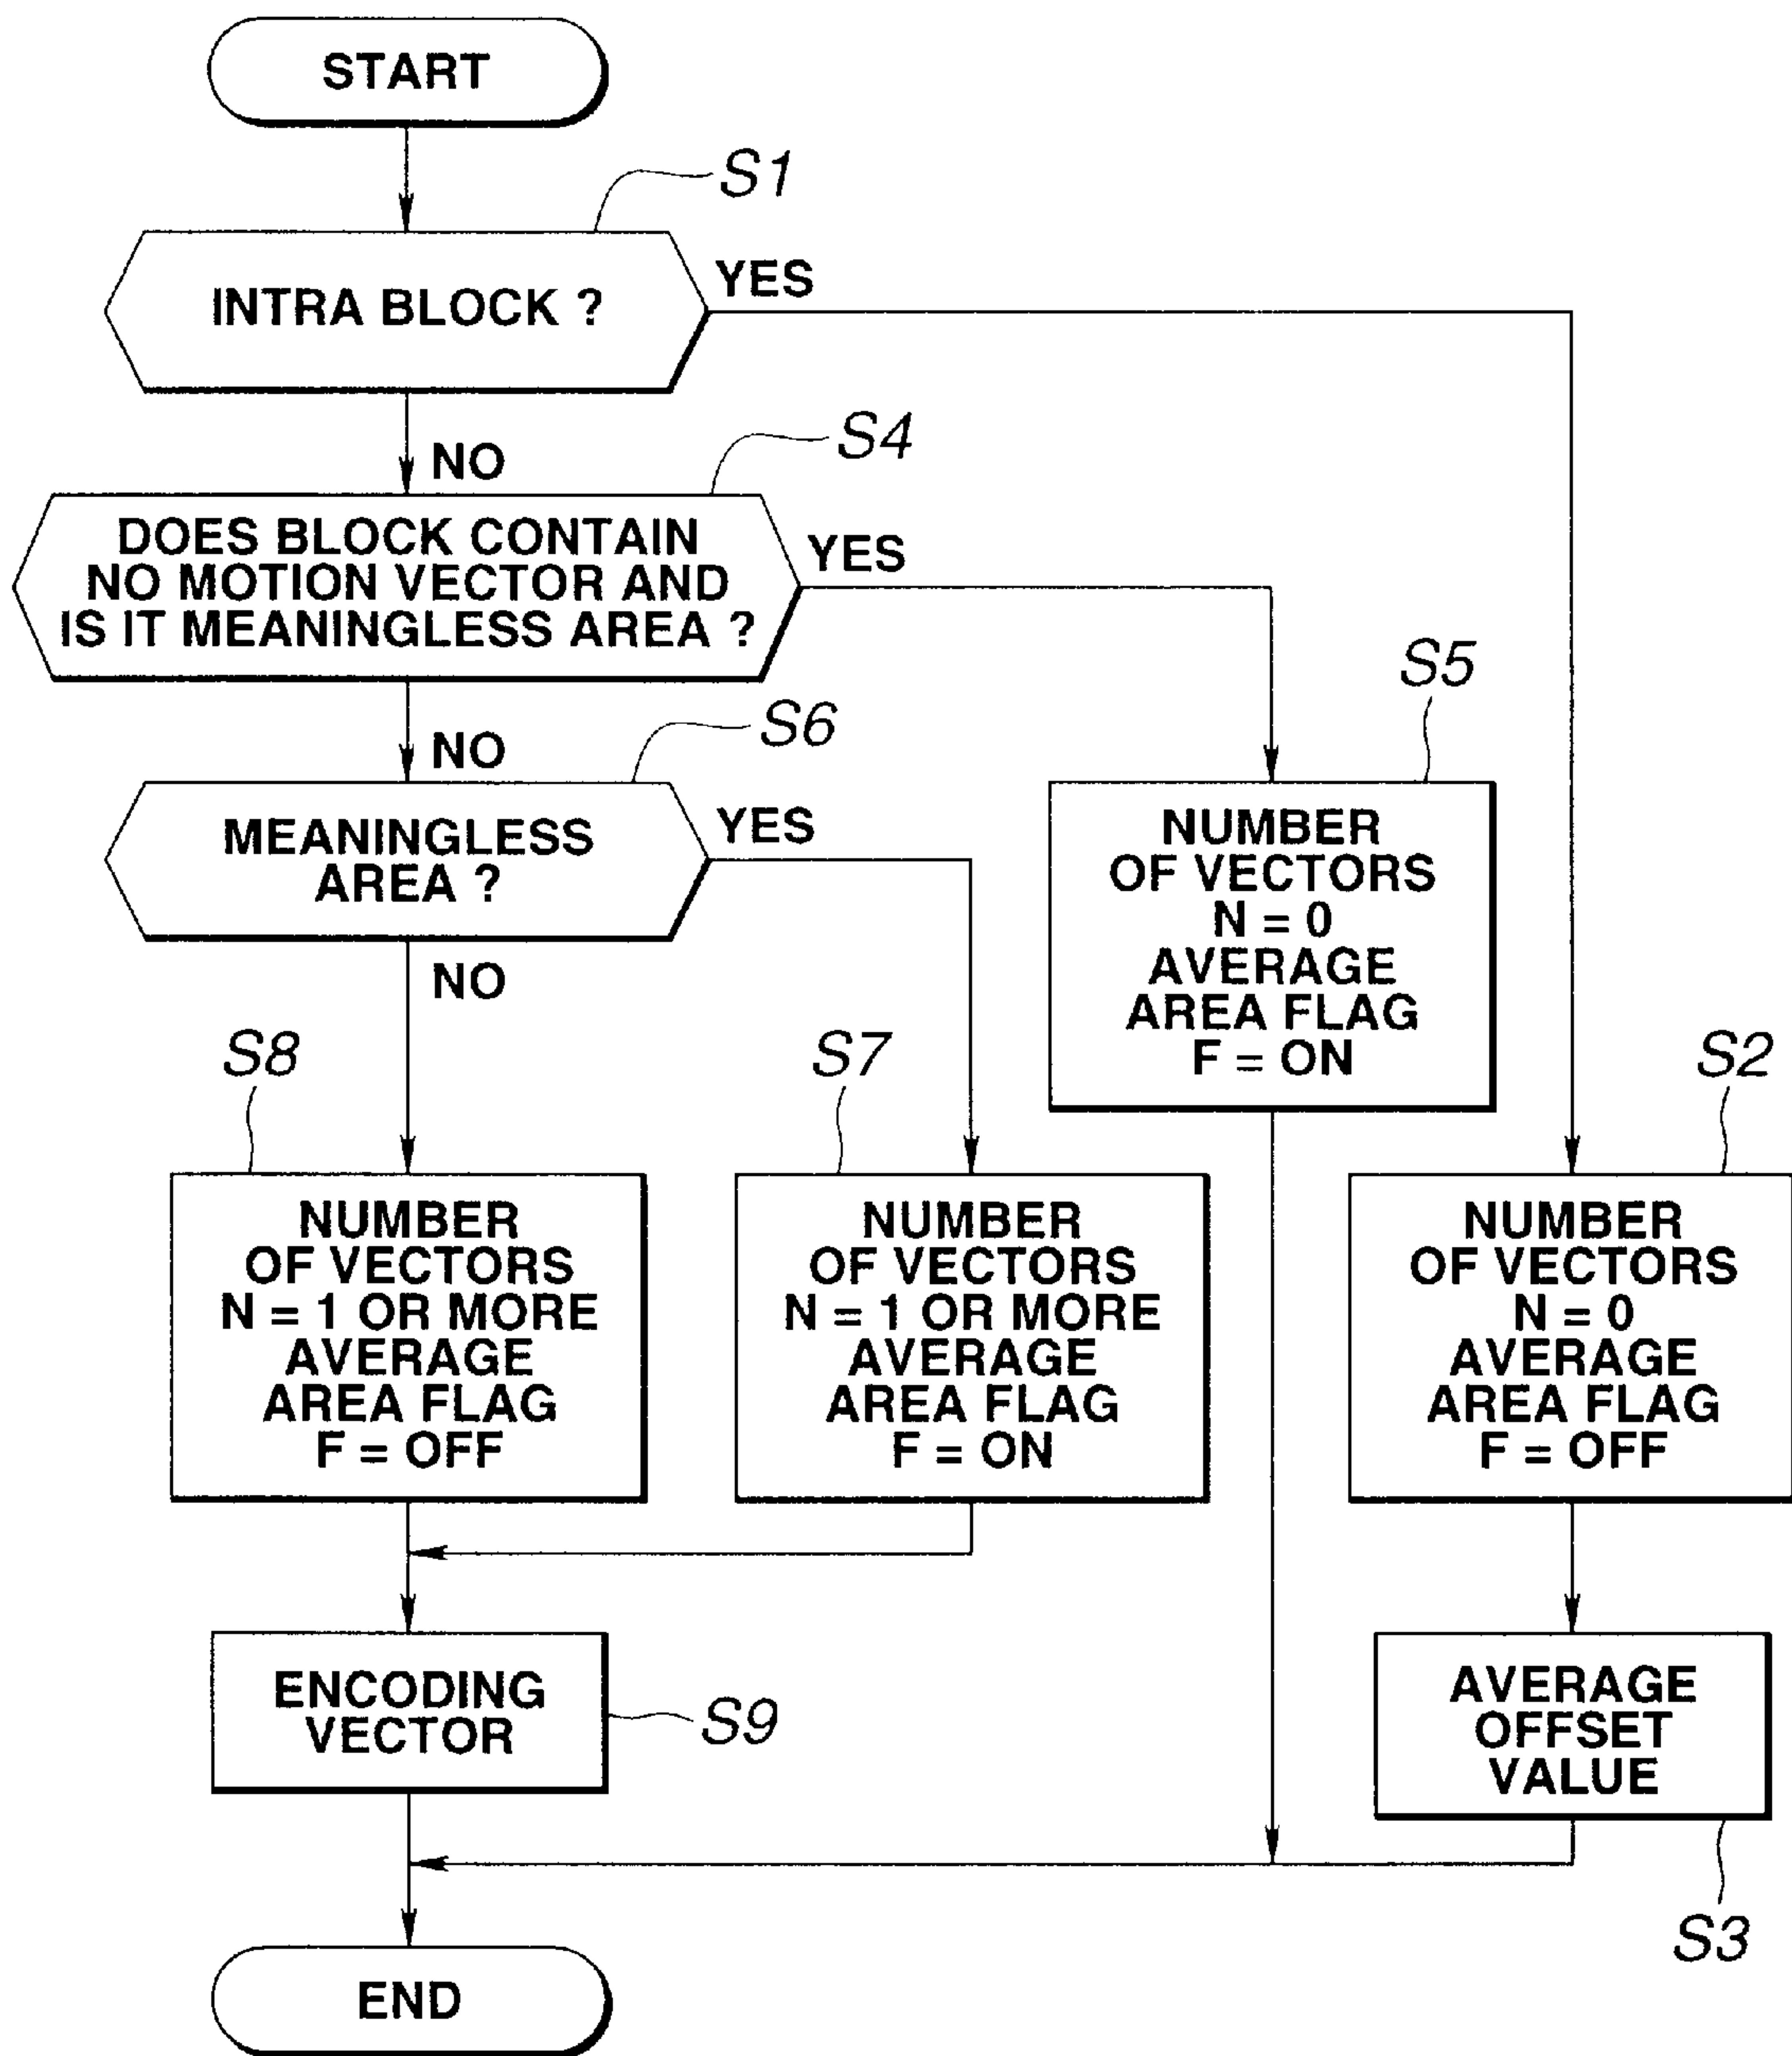 START
S1
INTRA BLOCK ?
YES
NO
S4
DOES BLOCK CONTAIN
NO MOTION VECTOR AND
IS IT MEANINGLESS AREA ?
YES
NO
S6
MEANINGLESS
AREA ?
YES
NO
S5
NUMBER
OF VECTORS
N = 0
AVERAGE
AREA FLAG
F = ON
S8
NUMBER
OF VECTORS
N = 1 OR MORE
AVERAGE
AREA FLAG
F = OFF
S7
NUMBER
OF VECTORS
N = 1 OR MORE
AVERAGE
AREA FLAG
F = ON
S2
NUMBER
OF VECTORS
N = 0
AVERAGE
AREA FLAG
F = OFF
ENCODING
VECTOR
S9
AVERAGE
OFFSET
VALUE
S3
END